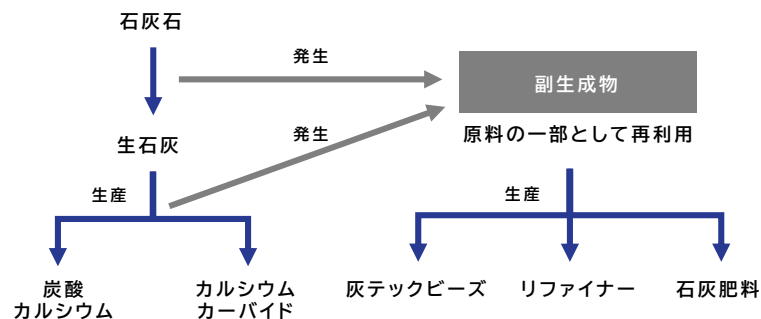 石灰石
発生
副生成物
発生
原料の一部として再利用
生石灰
生産
生産
炭酸
カルシウム
カルシウム
カーバイド
灰テックビーズ
リファイナー
石灰肥料